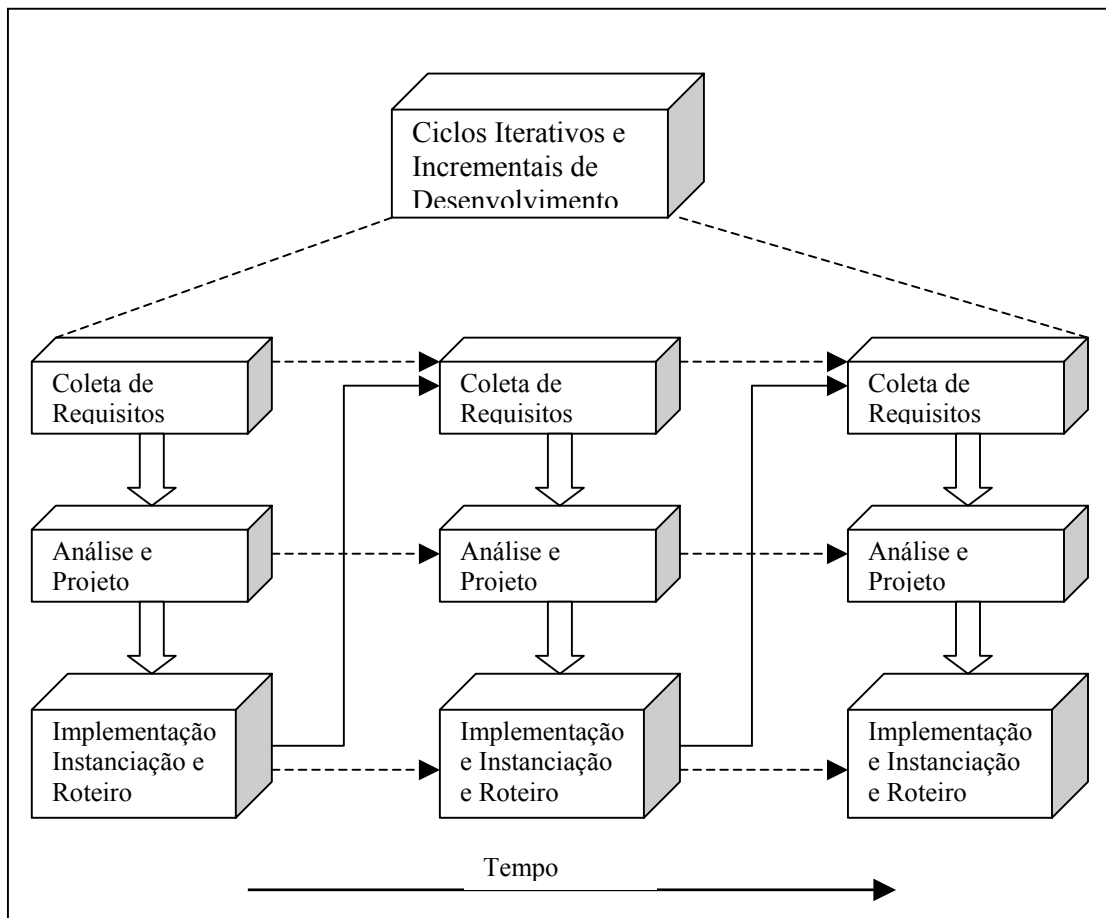 Ciclos Iterativos e
Incrementais de
Desenvolvimento
Coleta de
Requisitos
Coleta de
Requisitos
Coleta de
Requisitos
Análise e
Projeto
Análise e
Projeto
Análise e
Projeto
Implementação
Instanciação e
Roteiro
Implementação
e Instanciação
e Roteiro
Implementação
e Instanciação
e Roteiro
Tempo